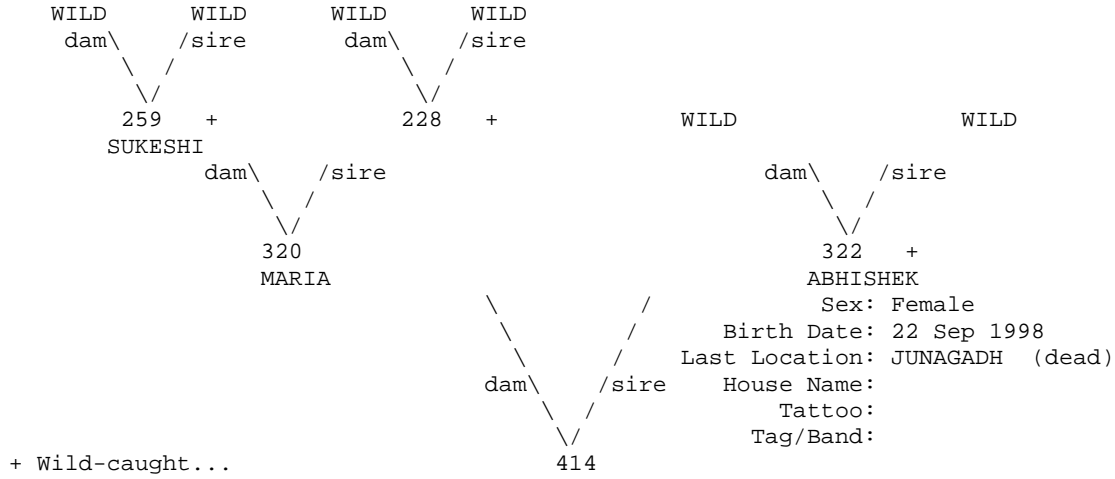 WILD WILD WILD WILD
dam\ /sire dam\ /sire
\ / \ /
\/ \/
259 + 228 + WILD WILD
SUKESHI
dam\ /sire dam\ /sire
\ / \ /
\/ \/
320 322 +
MARIA ABHISHEK
\ / Sex: Female
\ / Birth Date: 22 Sep 1998
\ / Last Location: JUNAGADH (dead)
dam\ /sire House Name:
\ / Tattoo:
\/ Tag/Band:
+ Wild-caught... 414